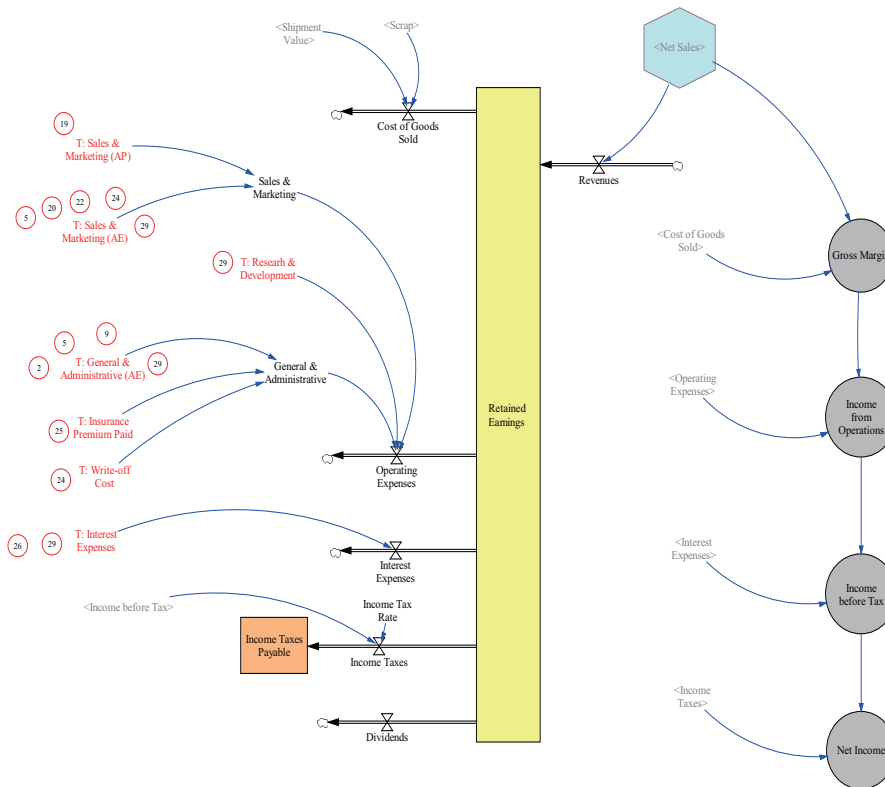 <Shipment
Value>
<Scrap>
<Net Sales>
Cost of Goods
Sold
19
T: Sales &
Marketing (AP)
Revenues
Sales &
Marketing
5
20
22
24
29
T: Sales &
Marketing (AE)
<Cost of Goods
Sold>
Gross Margi
29
T: Researh &
Development
5
9
2
29
T: General &
Administrative (AE)
General &
Administrative
<Operating
Expenses>
Income
from
Operations
Retained
Earnings
25
T: Insurance
Premium Paid
24
T: Write-off
Cost
Operating
Expenses
26
29
T: Interest
Expenses
Interest
Expenses
<Interest
Expenses>
Income
before Tax
<Income before Tax>
Income Tax
Rate
Income Taxes
Payable
Income Taxes
<Income
Taxes>
Dividends
Net Income